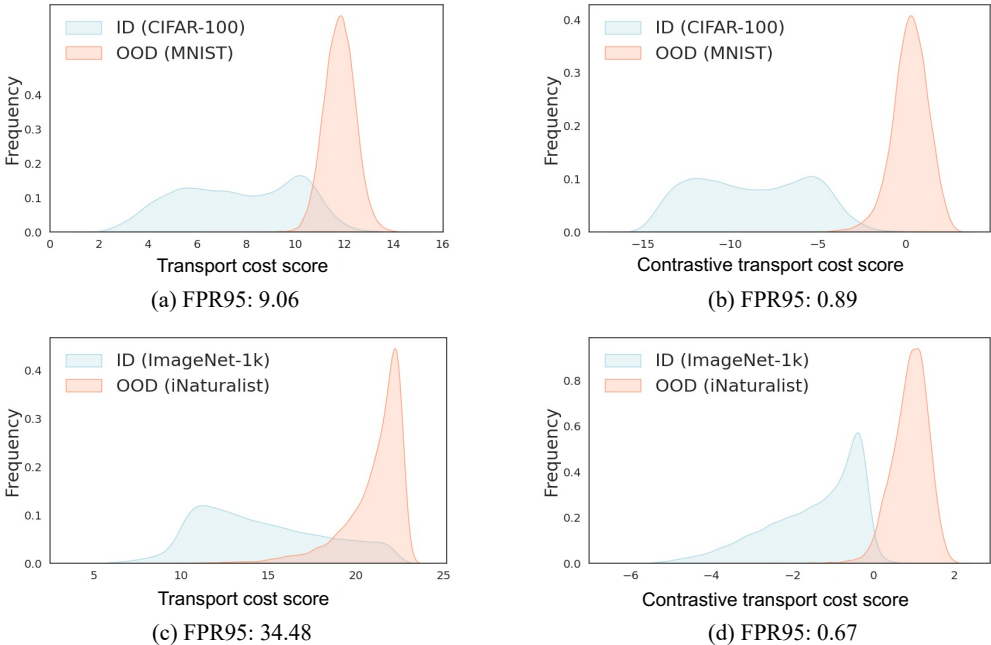 ID (CIFAR-100)
OOD (MNIST)
Frequency
0.4
0.3
0.2
0.1
0.0
0 2 4 6 8 10 12 14 16
Transport cost score
(a) FPR95: 9.06
ID (CIFAR-100)
OOD (MNIST)
Frequency
0.4
0.3
0.2
0.1
0.0
−15 −10 −5 0
Contrastive transport cost score
(b) FPR95: 0.89
ID (ImageNet-1k)
OOD (iNaturalist)
Frequency
0.4
0.3
0.2
0.1
0.0
5 10 15 20 25
Transport cost score
(c) FPR95: 34.48
ID (ImageNet-1k)
OOD (iNaturalist)
Frequency
0.8
0.6
0.4
0.2
0.0
−6 −4 −2 0 2
Contrastive transport cost score
(d) FPR95: 0.67